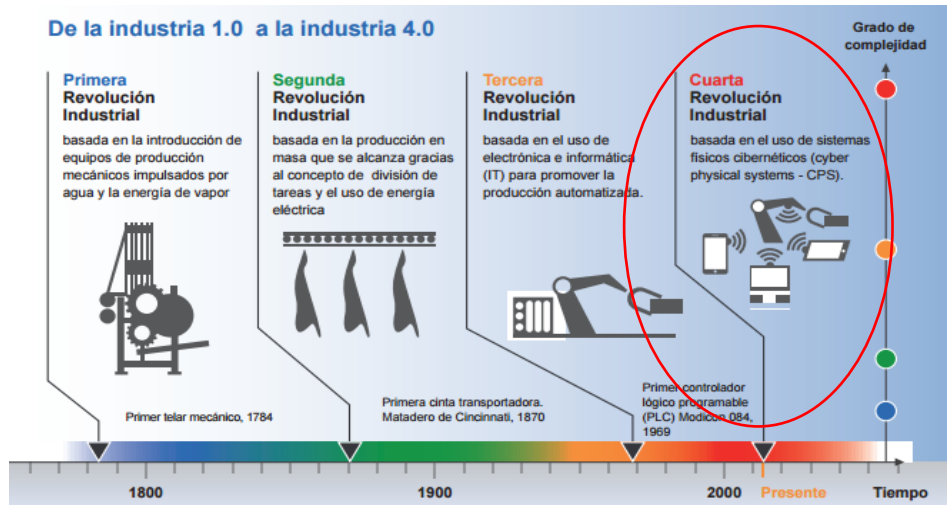 De la industria 1.0 a la industria 4.0
Grado de
complejidad
Primera
Revolución
Industrial
basada en la introducción de
equipos de producción
mecánicos impulsados por
agua y la energía de vapor
Segunda
Revolución
Industrial
basada en la producción en
masa que se alcanza gracias
al concepto de división de
tareas y el uso de energía
eléctrica
Tercera
Revolución
Industrial
basada en el uso de
electrónica e informática
(IT) para promover la
producción automatizada.
Cuarta
Revolución
Industrial
basada en el uso de sistemas
físicos cibernéticos (cyber
physical systems - CPS).
Primer telar mecánico, 1784
Primera cinta transportadora.
Matadero de Cincinnati, 1870
Primer controlador
lógico programable
(PLC) Modicon 084,
1969
1800
1900
2000
Presente
Tiempo